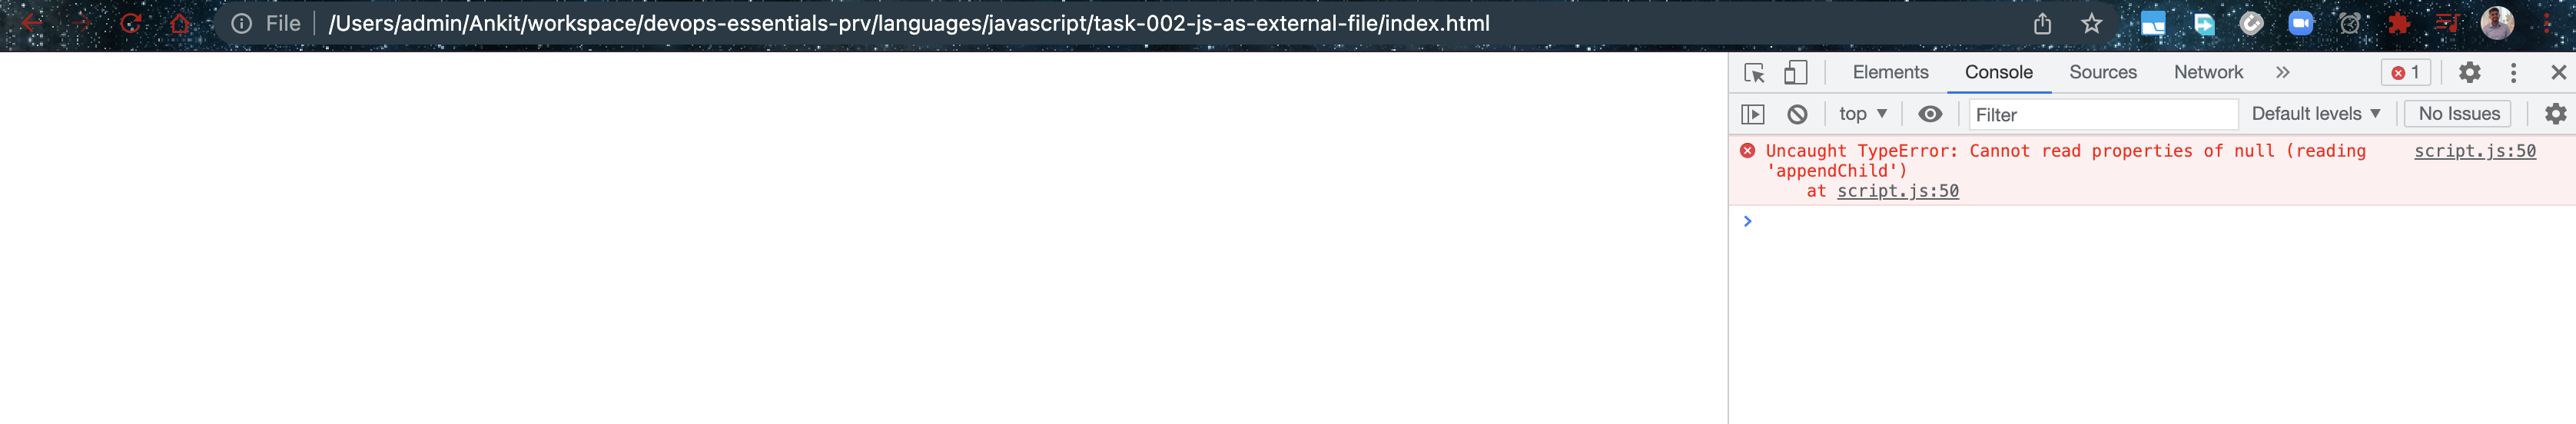 File /Users/admin/Ankit/workspace/devops-essentials-prv/languages/javascript/task-002-js-as-external-file/index.html
Elements Console Sources Network » 1
top ▼ Filter Default levels ▼ No Issues
Uncaught TypeError: Cannot read properties of null (reading script.js:50
'appendChild')
at script.js:50